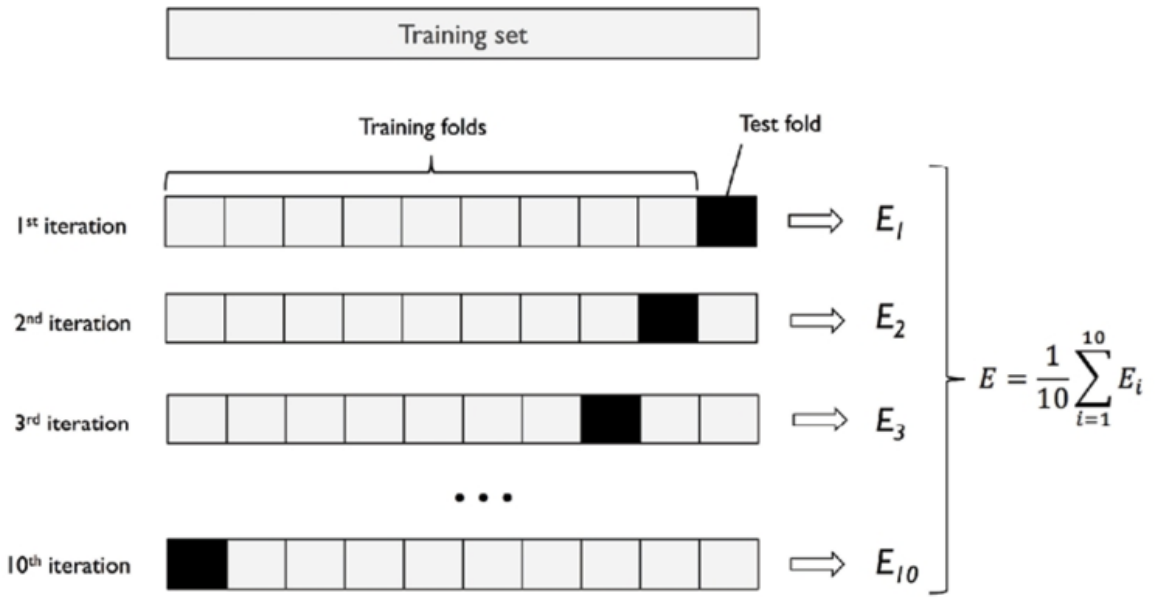 Training set
Training folds
Test fold
1st iteration
E1
2nd iteration
E2
3rd iteration
E3
E = 1/10 10∑i=1 Ei
• • •
10th iteration
E10